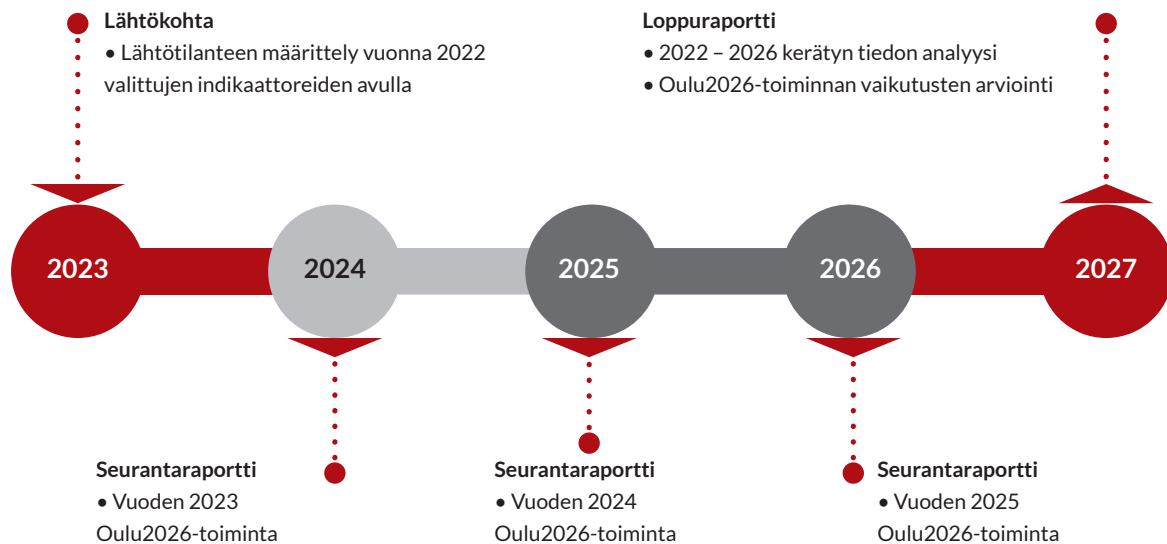 Lähtökohta
• Lähtötilanteen määrittely vuonna 2022
valittujen indikaattoreiden avulla
Loppuraportti
• 2022 – 2026 kerätyn tiedon analyysi
• Oulu2026-toiminnan vaikutusten arviointi
2023
2024
2025
2026
2027
Seurantaraportti
• Vuoden 2023
Oulu2026-toiminta
Seurantaraportti
• Vuoden 2024
Oulu2026-toiminta
Seurantaraportti
• Vuoden 2025
Oulu2026-toiminta